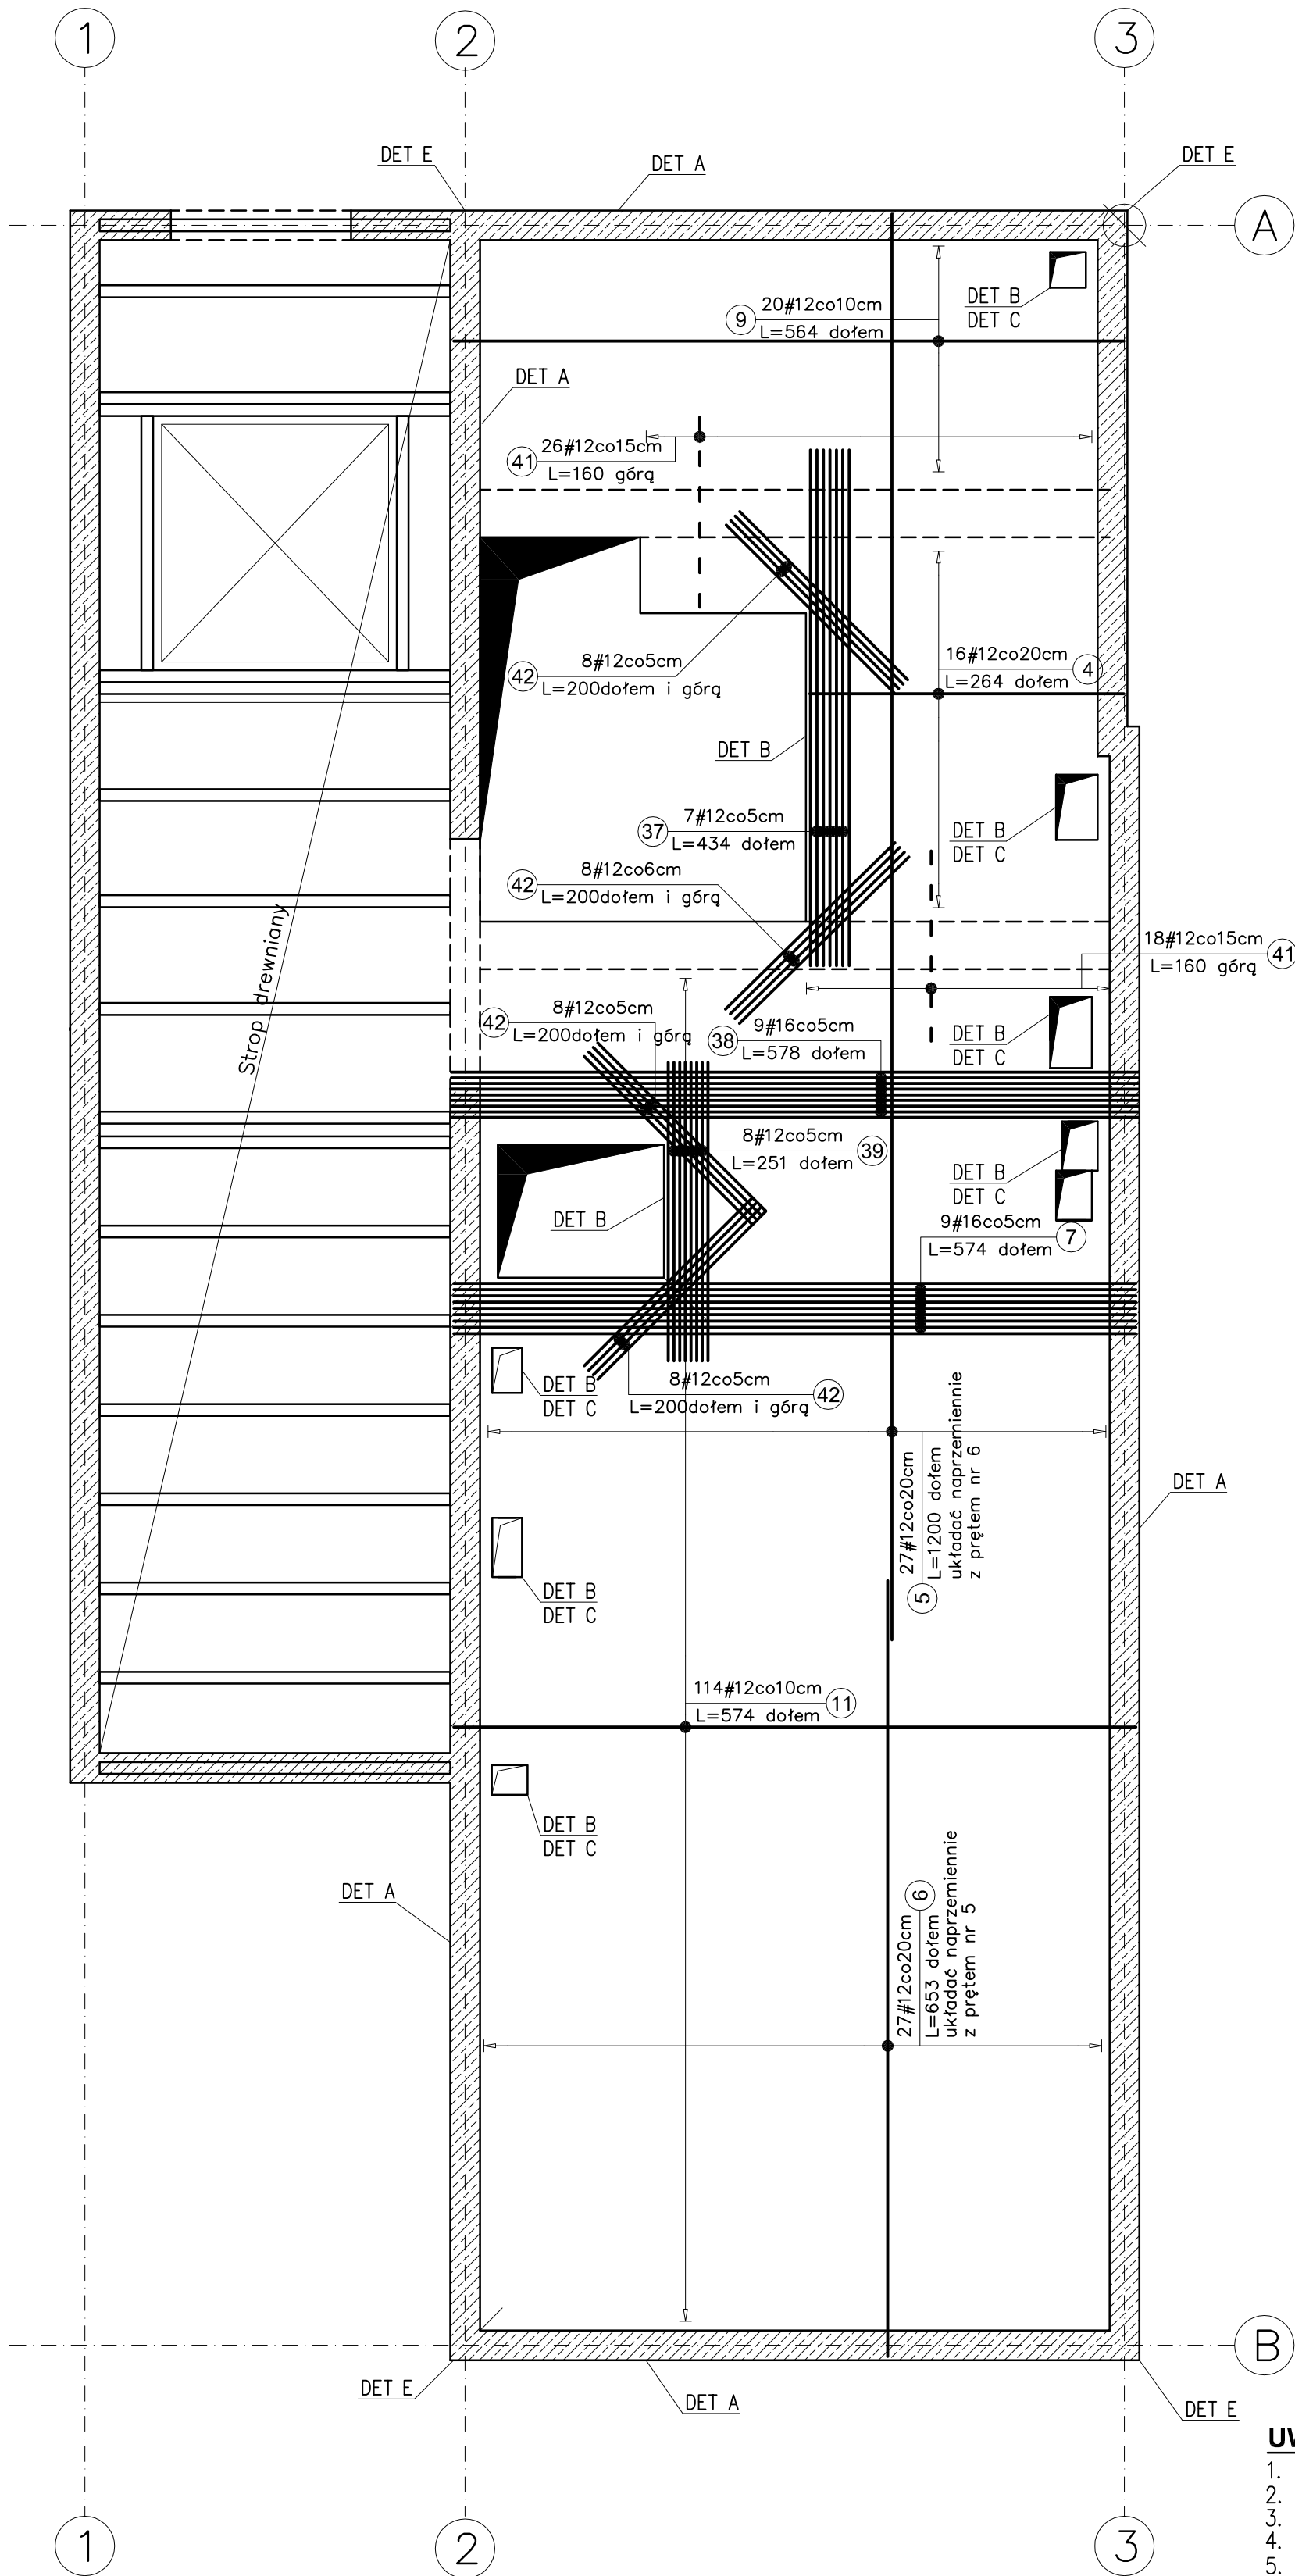 1
2
3
DET E
DET A
DET E
A
20#12co10cm
9
L=564 dołem
DET B
DET C
DET A
26#12co15cm
41
L=160 górą
8#12co5cm
42
L=200dołem i górą
16#12co20cm
4
L=264 dołem
DET B
7#12co5cm
37
L=434 dołem
DET B
DET C
8#12co6cm
42
L=200dołem i górą
18#12co15cm
41
L=160 górą
Strop drewniany
8#12co5cm
42
L=200dołem i górą
9#16co5cm
38
L=578 dołem
DET B
DET C
8#12co5cm
39
L=251 dołem
DET B
DET C
DET B
9#16co5cm
7
L=574 dołem
DET B
DET C
8#12co5cm
42
L=200dołem i górą
27#12co20cm
5
L=1200 dołem
układać naprzemiennie
z prętem nr 6
DET A
DET B
DET C
114#12co10cm
11
L=574 dołem
DET B
DET C
DET A
27#12co20cm
6
L=653 dołem
układać naprzemiennie
z prętem nr 5
B
DET E
DET A
DET E
1.
2.
3.
4.
5.
1
2
3